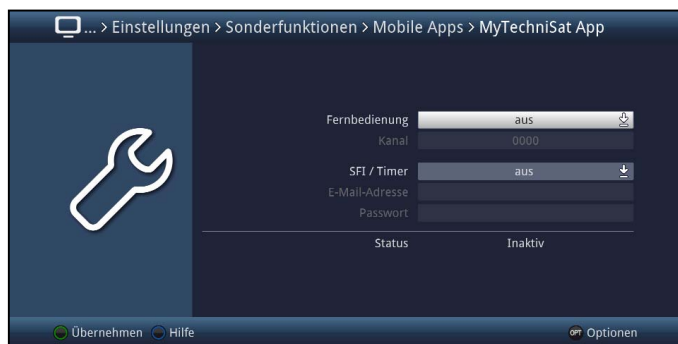 ... > Einstellungen > Sonderfunktionen > Mobile Apps > MyTechniSat App
Fernbedienung aus
Kanal 0000
SFI / Timer aus
E-Mail-Adresse
Passwort
Status Inaktiv
Übernehmen Hilfe OPT Optionen